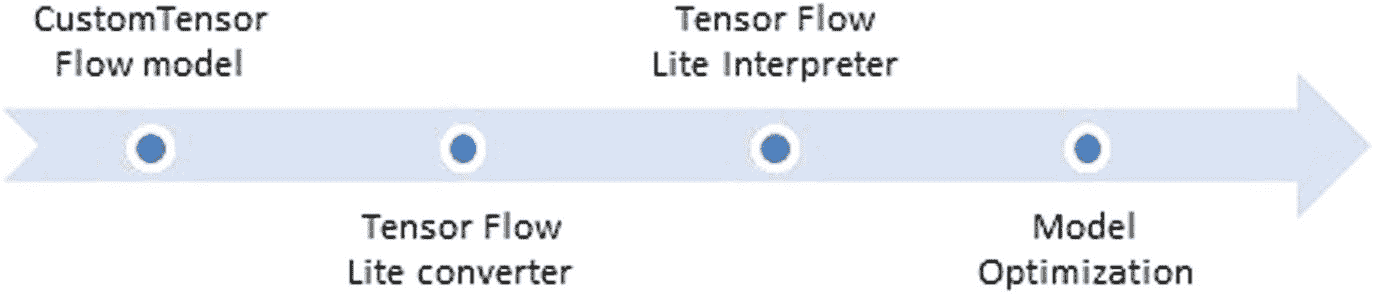 CustomTensor
Flow model
Tensor Flow
Lite converter
Tensor Flow
Lite Interpreter
Model
Optimization